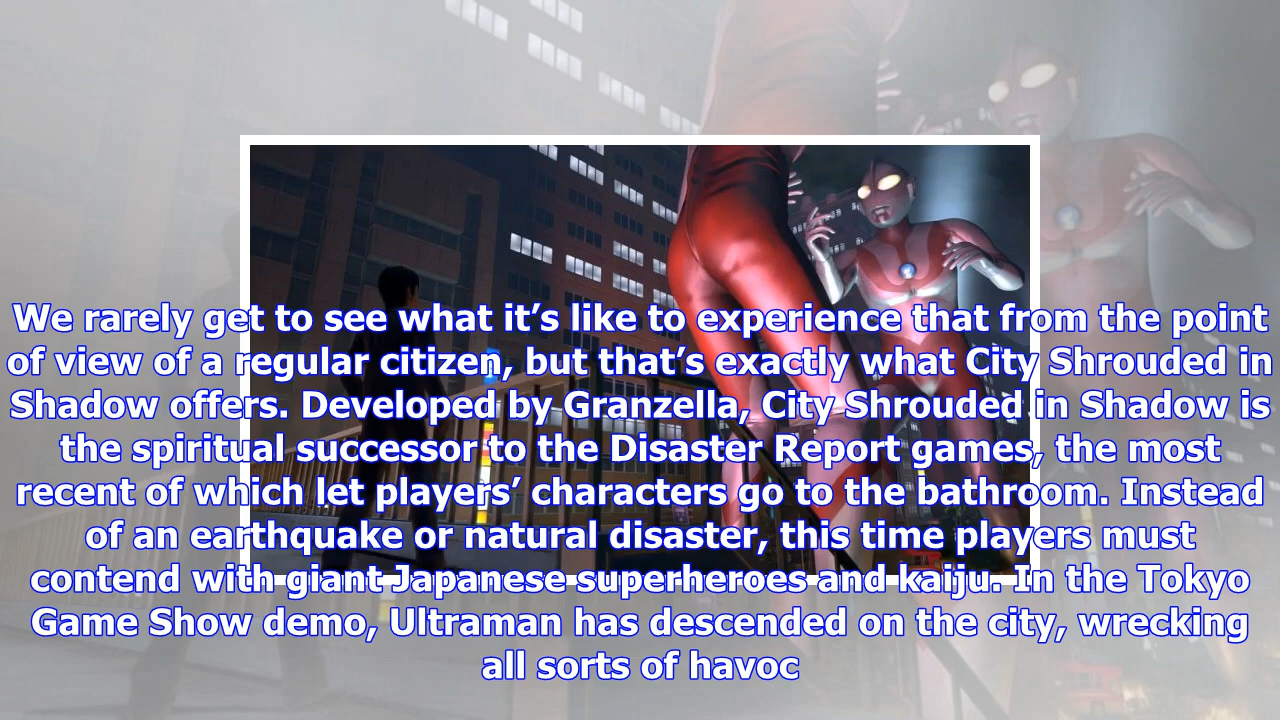 We rarely get to see what it’s like to experience that from the point
of view of a regular citizen, but that’s exactly what City Shrouded in
Shadow offers. Developed by Granzella, City Shrouded in Shadow is
the spiritual successor to the Disaster Report games, the most
recent of which let players’ characters go to the bathroom. Instead
of an earthquake or natural disaster, this time players must
contend with giant Japanese superheroes and kaiju. In the Tokyo
Game Show demo, Ultraman has descended on the city, wrecking
all sorts of havoc